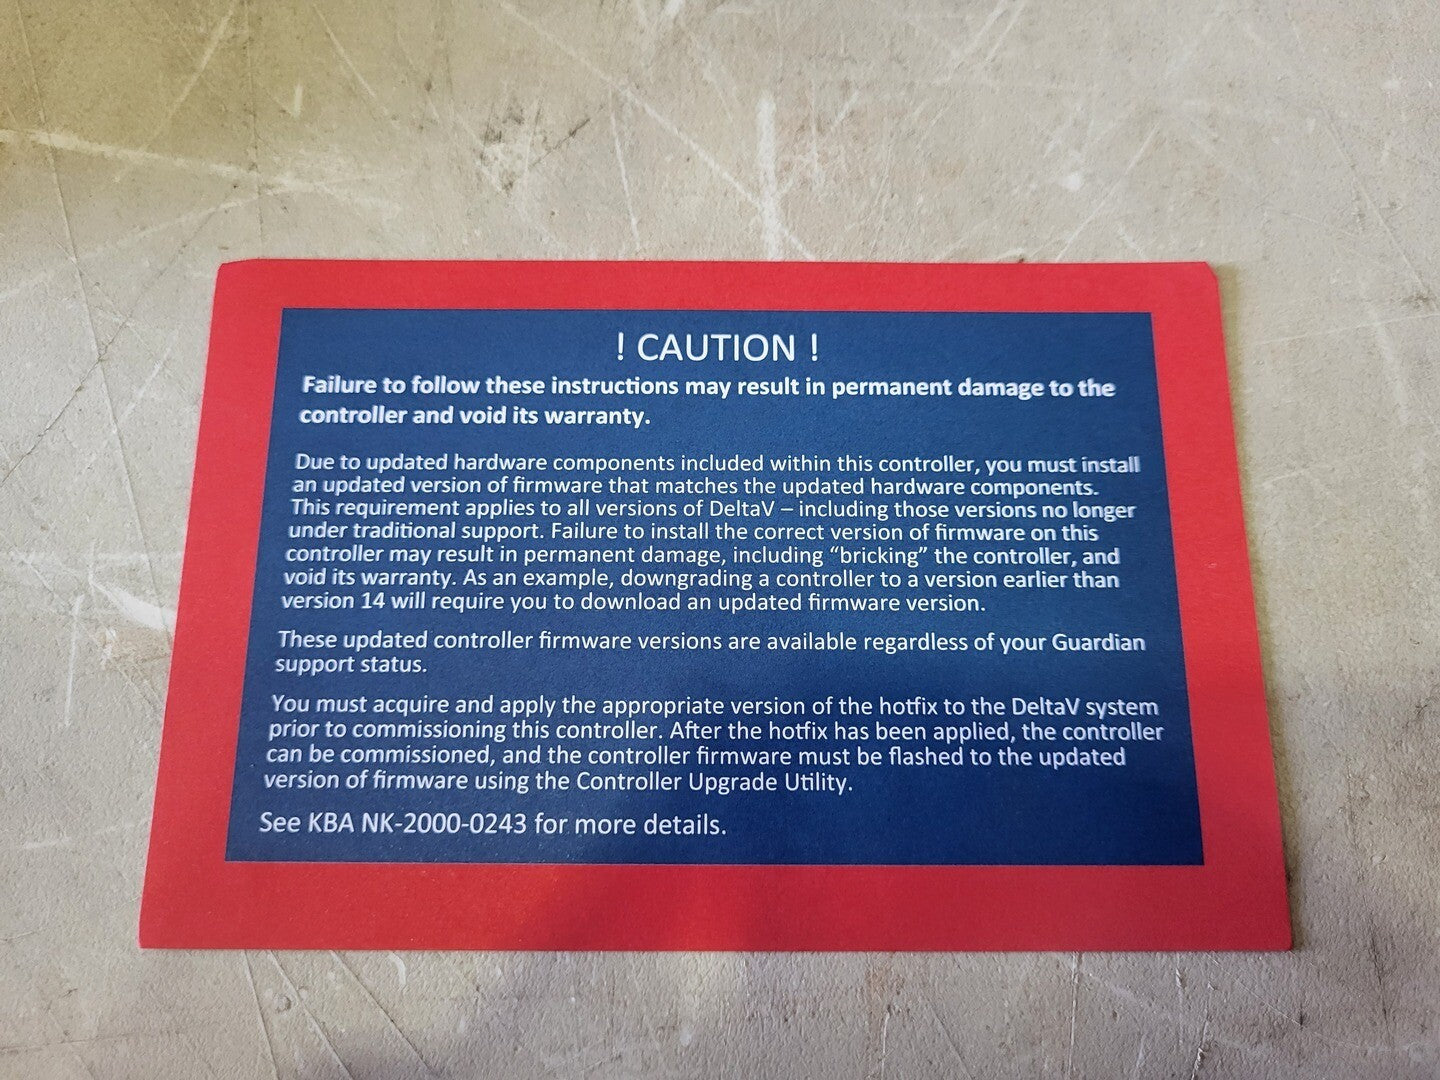 ! CAUTION !
Failure to follow these instructions may result in permanent damage to the
controller and void its warranty.
Due to updated hardware components included within this controller, you must install
an updated version of firmware that matches the updated hardware components.
This requirement applies to all versions of DeltaV – including those versions no longer
under traditional support. Failure to install the correct version of firmware on this
controller may result in permanent damage, including “bricking” the controller, and
void its warranty. As an example, downgrading a controller to a version earlier than
version 14 will require you to download an updated firmware version.
These updated controller firmware versions are available regardless of your Guardian
support status.
You must acquire and apply the appropriate version of the hotfix to the DeltaV system
prior to commissioning this controller. After the hotfix has been applied, the controller
can be commissioned, and the controller firmware must be flashed to the updated
version of firmware using the Controller Upgrade Utility.
See KBA NK-2000-0243 for more details.